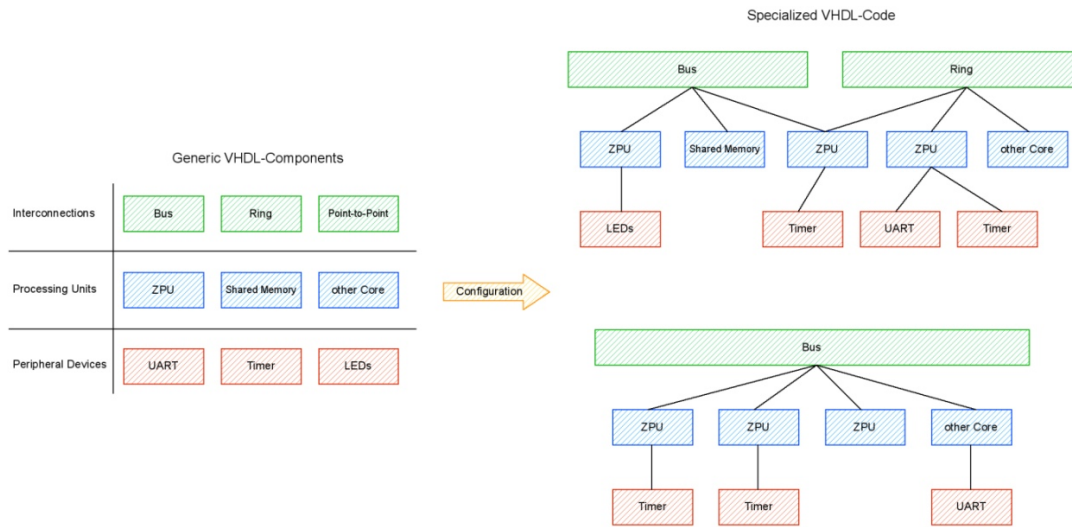 Specialized VHDL-Code
Bus
Ring
ZPU
Shared Memory
ZPU
ZPU
other Core
LEDs
Timer
UART
Timer
Generic VHDL-Components
Interconnections
Bus
Ring
Point-to-Point
Processing Units
ZPU
Shared Memory
other Core
Peripheral Devices
UART
Timer
LEDs
Configuration
Bus
ZPU
ZPU
ZPU
other Core
Timer
Timer
UART